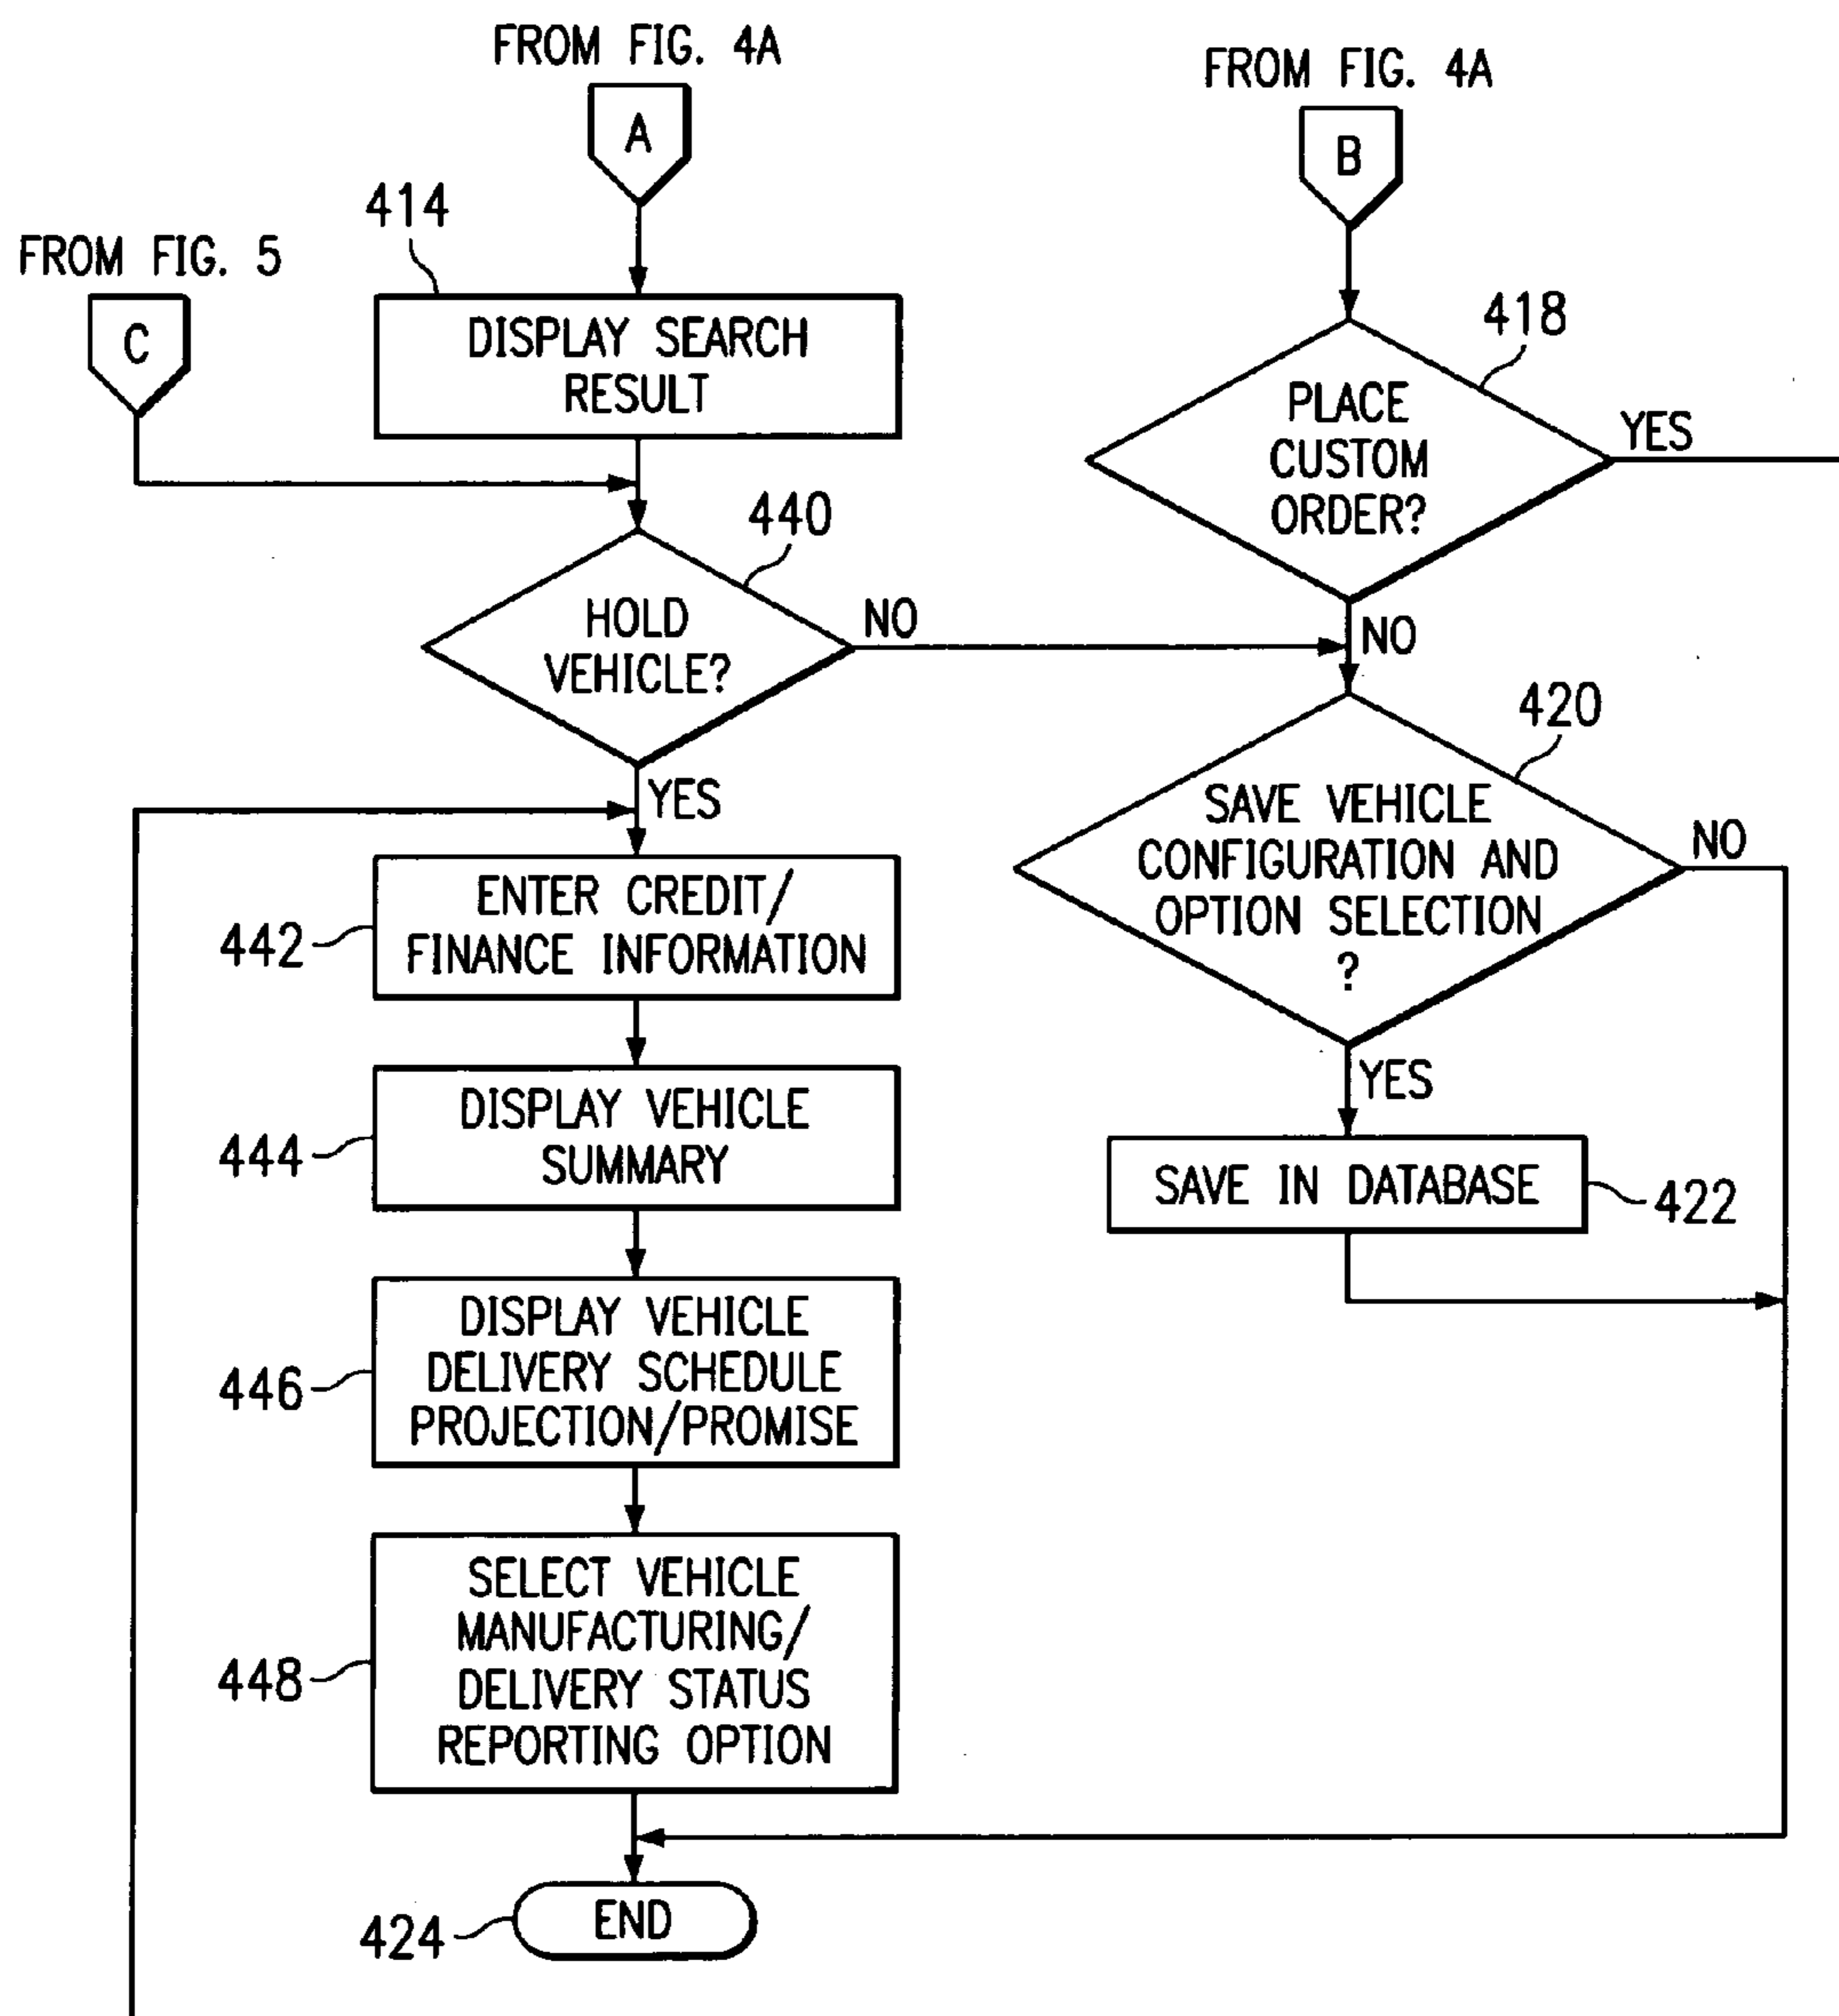 FROM FIG. 4A
A
FROM FIG. 4A
B
414
FROM FIG. 5
C
DISPLAY SEARCH
RESULT
418
PLACE
CUSTOM
ORDER?
YES
NO
440
HOLD
VEHICLE?
NO
YES
420
SAVE VEHICLE
CONFIGURATION AND
OPTION SELECTION
?
NO
YES
442
ENTER CREDIT/
FINANCE INFORMATION
444
DISPLAY VEHICLE
SUMMARY
SAVE IN DATABASE
422
446
DISPLAY VEHICLE
DELIVERY SCHEDULE
PROJECTION/PROMISE
448
SELECT VEHICLE
MANUFACTURING/
DELIVERY STATUS
REPORTING OPTION
424
END